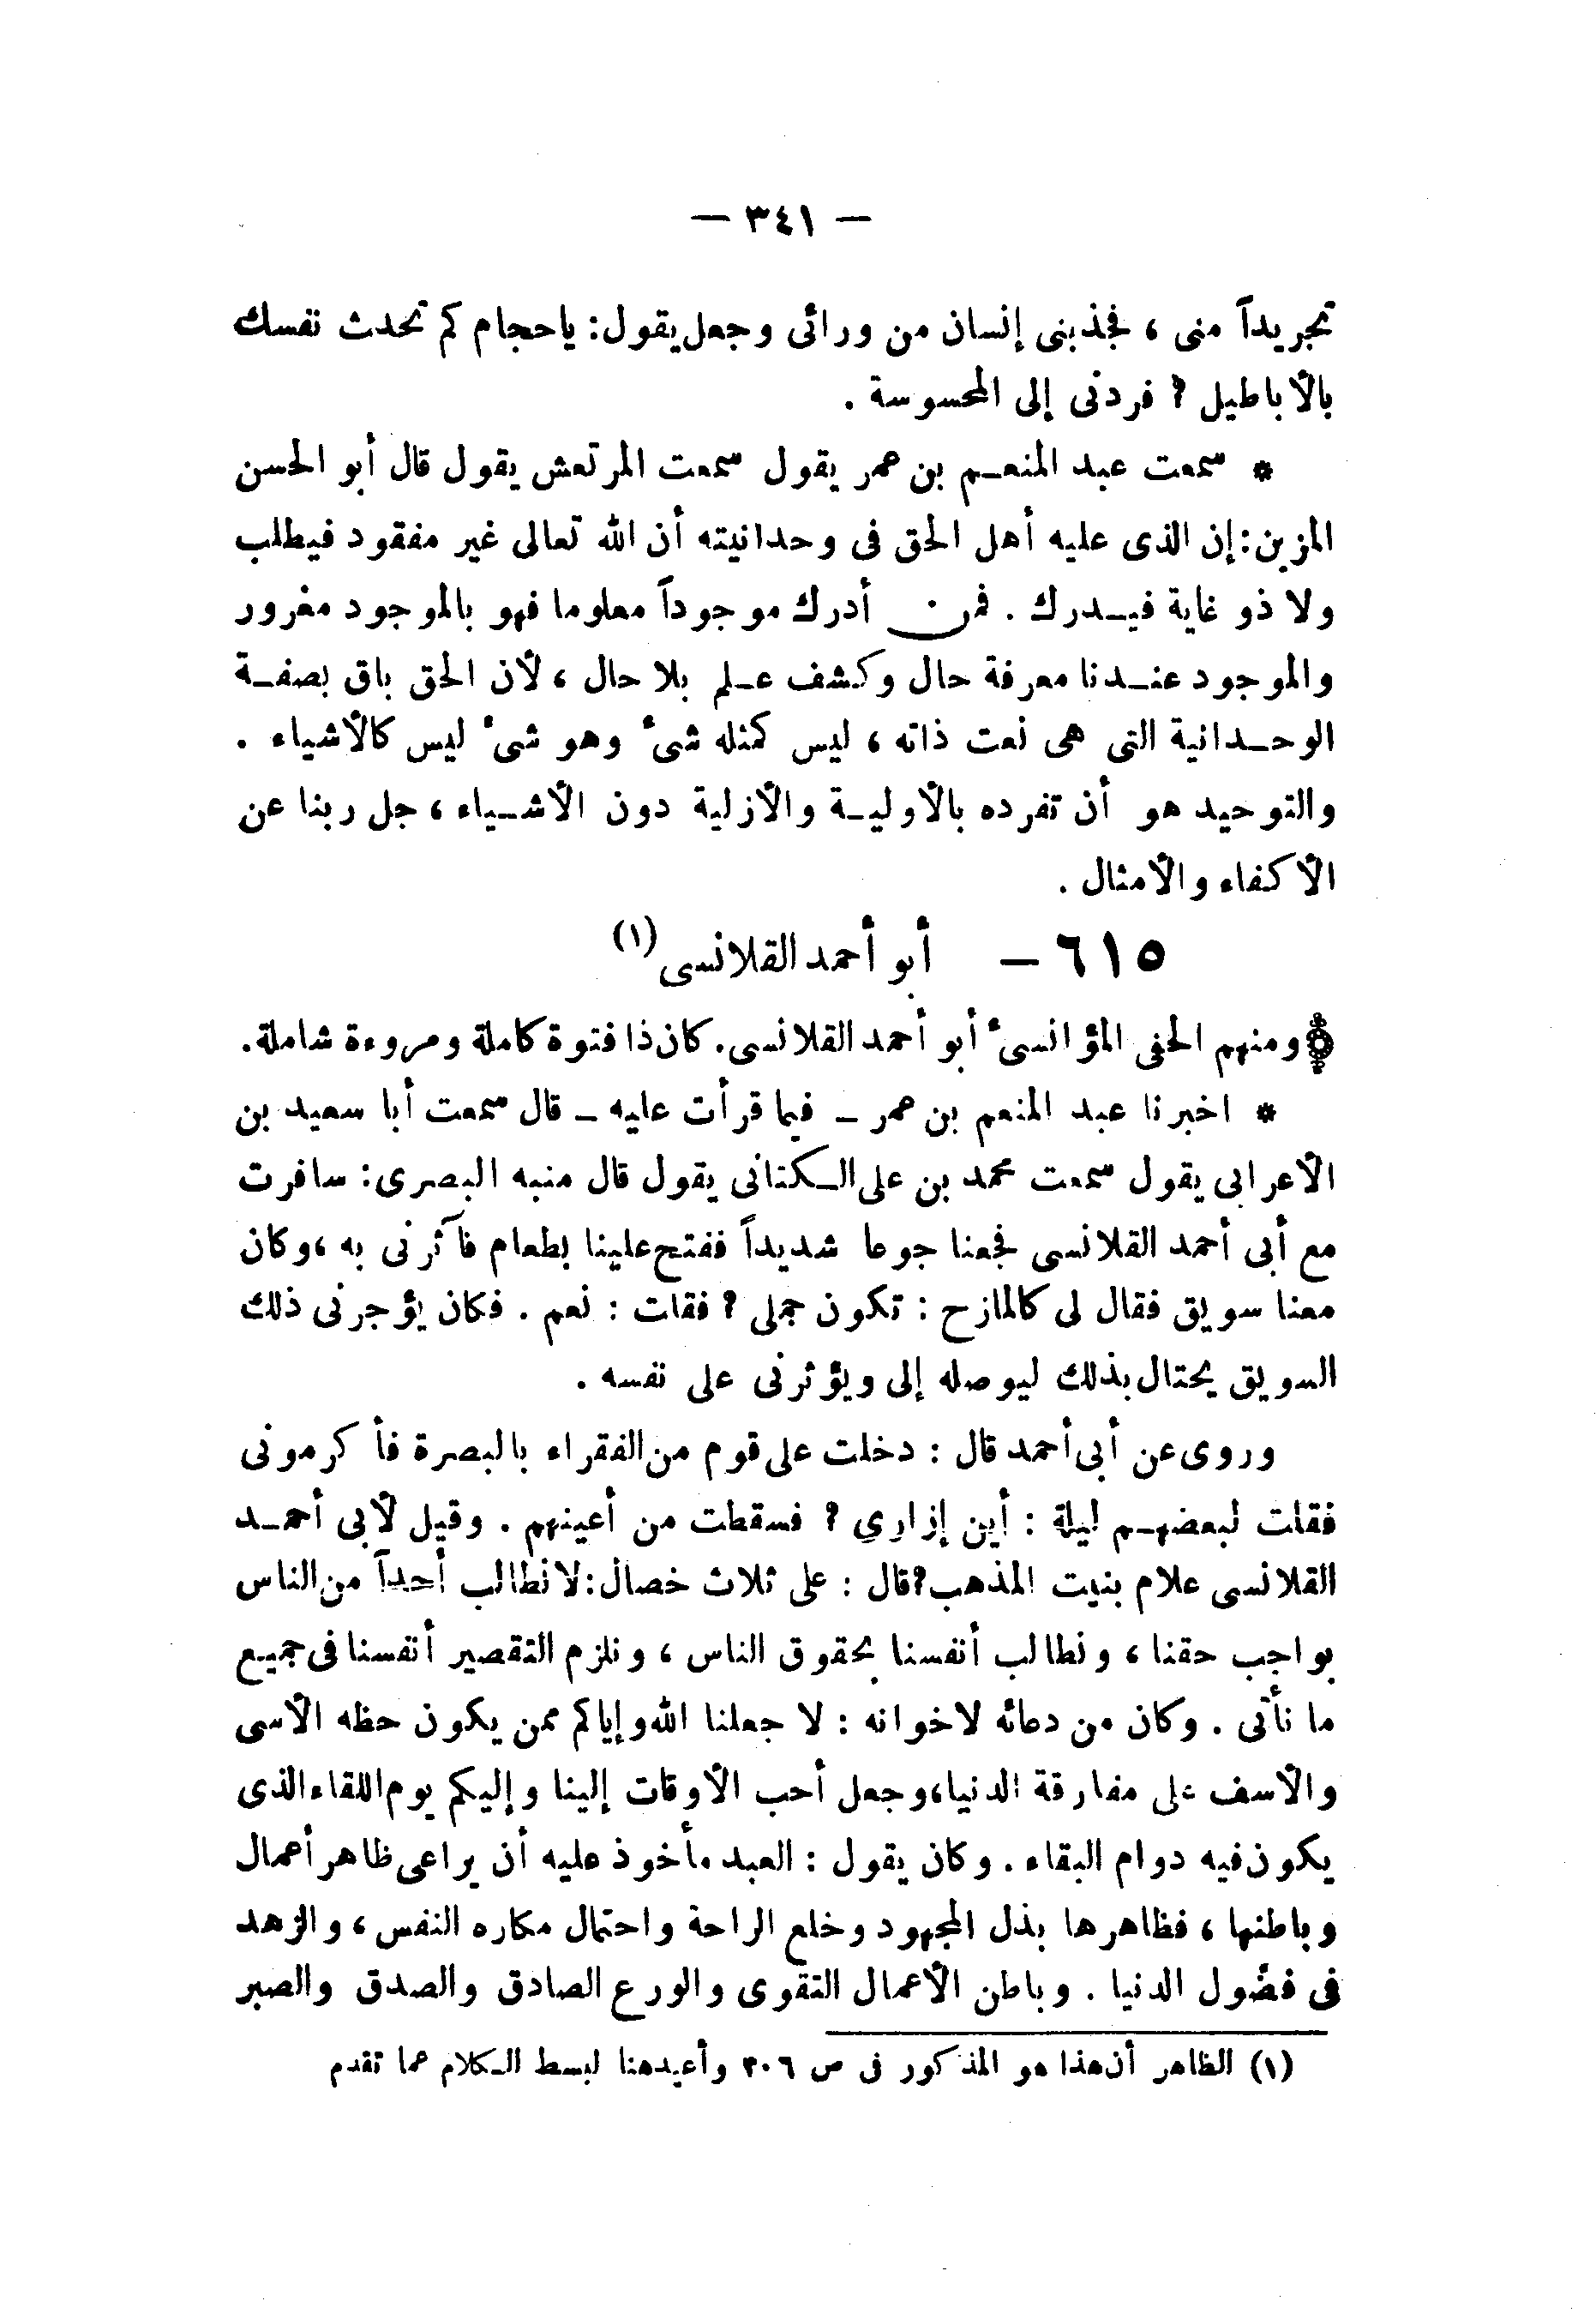 — ٣٤١ —
تجريداً منى ، فجذبنى إنسان من ورائى وجعل يقول: ياحجام كم تحدث نفسك
بالأباطيل ؟ فردنى إلى المحسوسة .
* سمعت عبد المنعم بن عمر يقول سمعت المرتعش يقول قال أبو الحسن
المزين: إن الذى عليه أهل الحق فى وحدانيته أن الله تعالى غير مفقود فيطلب
ولا ذو غاية فيدرك . فمن أدرك موجوداً معلوما فهو بالموجود مغرور
والموجود عندنا معرفة حال وكشف علم بلا حال ، لأن الحق باق بصفة
الوحدانية التى هى نعت ذاته ، ليس كمثله شىء وهو شىء ليس كالأشياء .
والتوحيد هو أن تفرده بالأولية والأزلية دون الأشياء ، جل ربنا عن
الأكفاء والأمثال .
٦١٥ — أبو أحمد القلانسى (١)
ومنهم الحفى المؤانسىء أبو أحمد القلانسى. كان ذا فتوة كاملة ومروءة شاملة.
* اخبرنا عبد المنعم بن عمر – فيما قرأت عليه – قال سمعت أبا سعيد بن
الأعرابى يقول سمعت محمد بن على الكتانى يقول قال منبه البصرى: سافرت
مع أبى أحمد القلانسى فجعنا جوعا شديداً ففتح علينا بطعام فآثرنى به ، وكان
معنا سويق فقال لى كالمازح : تكون جملى ؟ فقلت : نعم . فكان يؤجرنى ذلك
السويق يحتال بذلك ليوصله إلى ويؤثرنى على نفسه .
وروى عن أبى أحمد قال : دخلت على قوم من الفقراء بالبصرة فأكرمونى
فقلت لبعضهم ليلة : أين إزارى ؟ فسقطت من أعينهم . وقيل لأبى أحمد
القلانسى علام بنيت المذهب؟ قال : على ثلاث خصال: لا نطالب أحداً من الناس
بواجب حقنا ، ونطالب أنفسنا بحقوق الناس ، ونلزم التقصير أنفسنا فى جميع
ما نأتى . وكان من دعائه لاخوانه : لا جعلنا الله وإياكم ممن يكون حظه الأسى
والأسف على مفارقة الدنيا، وجعل أحب الأوقات إلينا وإليكم يوم اللقاء الذى
يكون فيه دوام البقاء . وكان يقول : العبد مأخوذ عليه أن يراعى ظاهر أعمال
وباطنها ، فظاهرها بذل المجهود وخلع الراحة واحتمال مكاره النفس ، والزهد
فى فضول الدنيا . وباطن الأعمال التقوى والورع الصادق والصدق والصبر
(١) الظاهر أن هذا هو المذكور فى ص ٣٠٦ وأعيد هنا لبسط الكلام عما تقدم